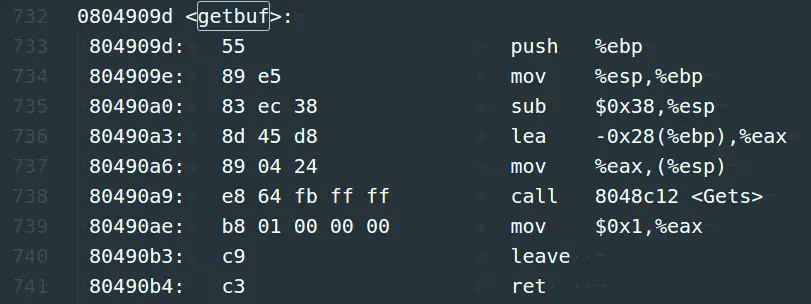 732 0804909d <getbuf>:
733 804909d: 55 push %ebp
734 804909e: 89 e5 mov %esp,%ebp
735 80490a0: 83 ec 38 sub $0x38,%esp
736 80490a3: 8d 45 d8 lea -0x28(%ebp),%eax
737 80490a6: 89 04 24 mov %eax,(%esp)
738 80490a9: e8 64 fb ff ff call 8048c12 <Gets>
739 80490ae: b8 01 00 00 00 mov $0x1,%eax
740 80490b3: c9 leave
741 80490b4: c3 ret